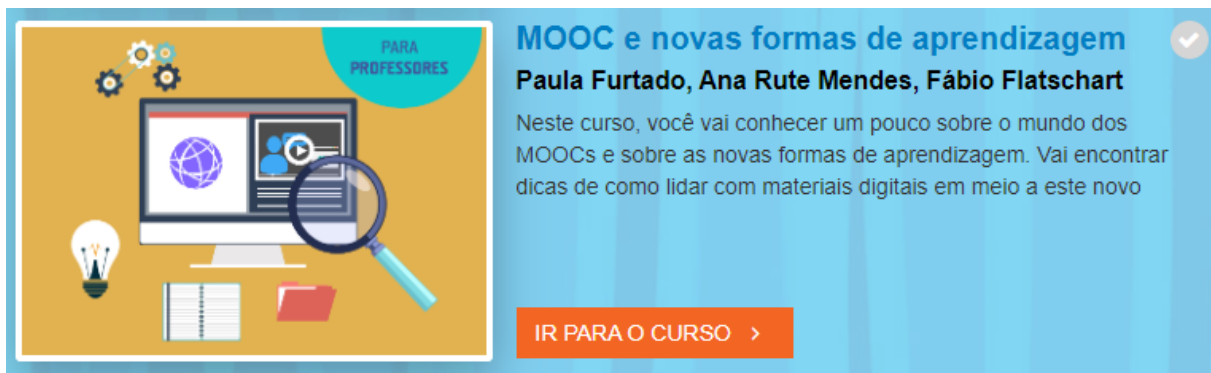 PARA
PROFESSORES
MOOC e novas formas de aprendizagem
Paula Furtado, Ana Rute Mendes, Fábio Flatschart
Neste curso, você vai conhecer um pouco sobre o mundo dos
MOOCs e sobre as novas formas de aprendizagem. Vai encontrar
dicas de como lidar com materiais digitais em meio a este novo
IR PARA O CURSO >